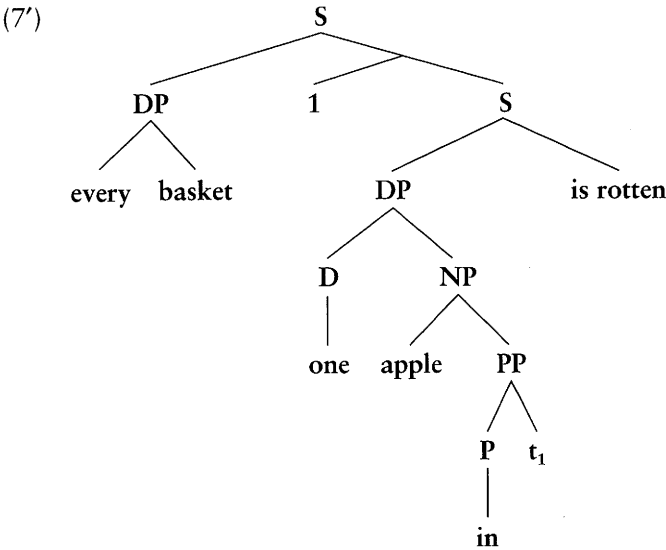 (7′) S
DP 1 S
every basket DP is rotten
D NP
one apple PP
P t₁
in